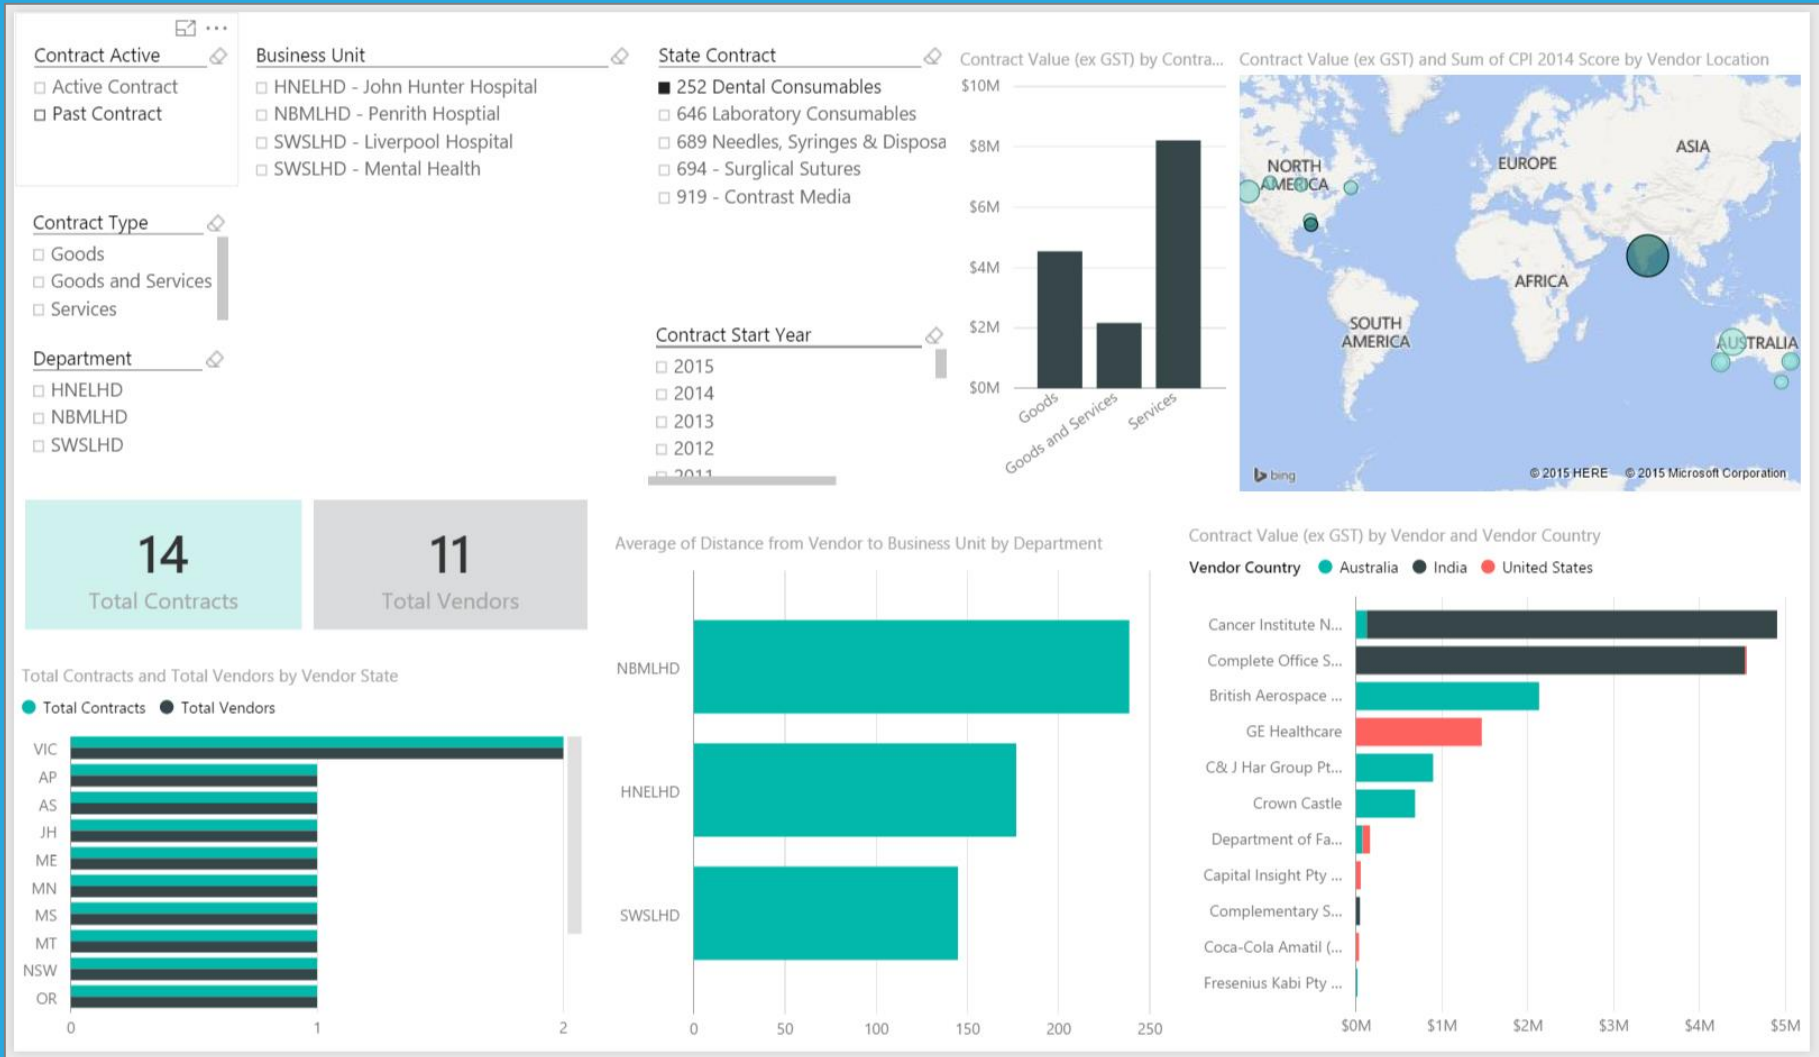 Contract Active
Active Contract
Past Contract
Business Unit
HNELHD - John Hunter Hospital
NBMLHD - Penrith Hosptial
SWSLHD - Liverpool Hospital
SWSLHD - Mental Health
State Contract
252 Dental Consumables
646 Laboratory Consumables
689 Needles, Syringes & Disposa
694 - Surglical Sutures
919 - Contrast Media
Contract Type
Goods
Goods and Services
Services
Department
HNELHD
NBMLHD
SWSLHD
Contract Start Year
2015
2014
2013
2012
2011
Contract Value (ex GST) by Contra...
$10M
$8M
$6M
$4M
$2M
$0M
Goods
Goods and Services
Services
Contract Value (ex GST) and Sum of CPI 2014 Score by Vendor Location
NORTH
AMERICA
EUROPE
ASIA
AFRICA
SOUTH
AMERICA
AUSTRALIA
bing
© 2015 HERE © 2015 Microsoft Corporation
14
Total Contracts
11
Total Vendors
Total Contracts and Total Vendors by Vendor State
Total Contracts Total Vendors
VIC
AP
AS
JH
ME
MN
MS
MT
NSW
OR
0 1 2
Average of Distance from Vendor to Business Unit by Department
NBMLHD
HNELHD
SWSLHD
0 50 100 150 200 250
Contract Value (ex GST) by Vendor and Vendor Country
Vendor Country Australia India United States
Cancer Institute N...
Complete Office S...
British Aerospace ...
GE Healthcare
C& J Har Group Pt...
Crown Castle
Department of Fa...
Capital Insight Pty ...
Complementary S...
Coca-Cola Amatil (...
Fresenius Kabi Pty ...
$0M $1M $2M $3M $4M $5M